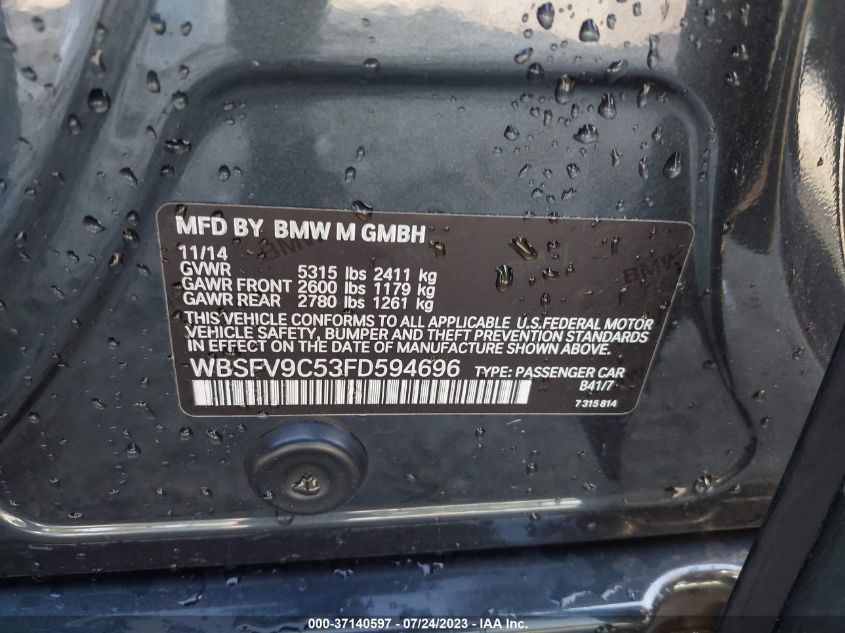 MFD BY BMW M GMBH
11/14
GVWR 5315 lbs 2411 kg
GAWR FRONT 2600 lbs 1179 kg
GAWR REAR 2780 lbs 1261 kg
THIS VEHICLE CONFORMS TO ALL APPLICABLE U.S.FEDERAL MOTOR
VEHICLE SAFETY, BUMPER AND THEFT PREVENTION STANDARDS
IN EFFECT ON THE DATE OF MANUFACTURE SHOWN ABOVE.
WBSFV9C53FD594696 TYPE: PASSENGER CAR
B41/7
7315814
BMW
BMW
000-37140597 - 07/24/2023 - © IAA Inc.